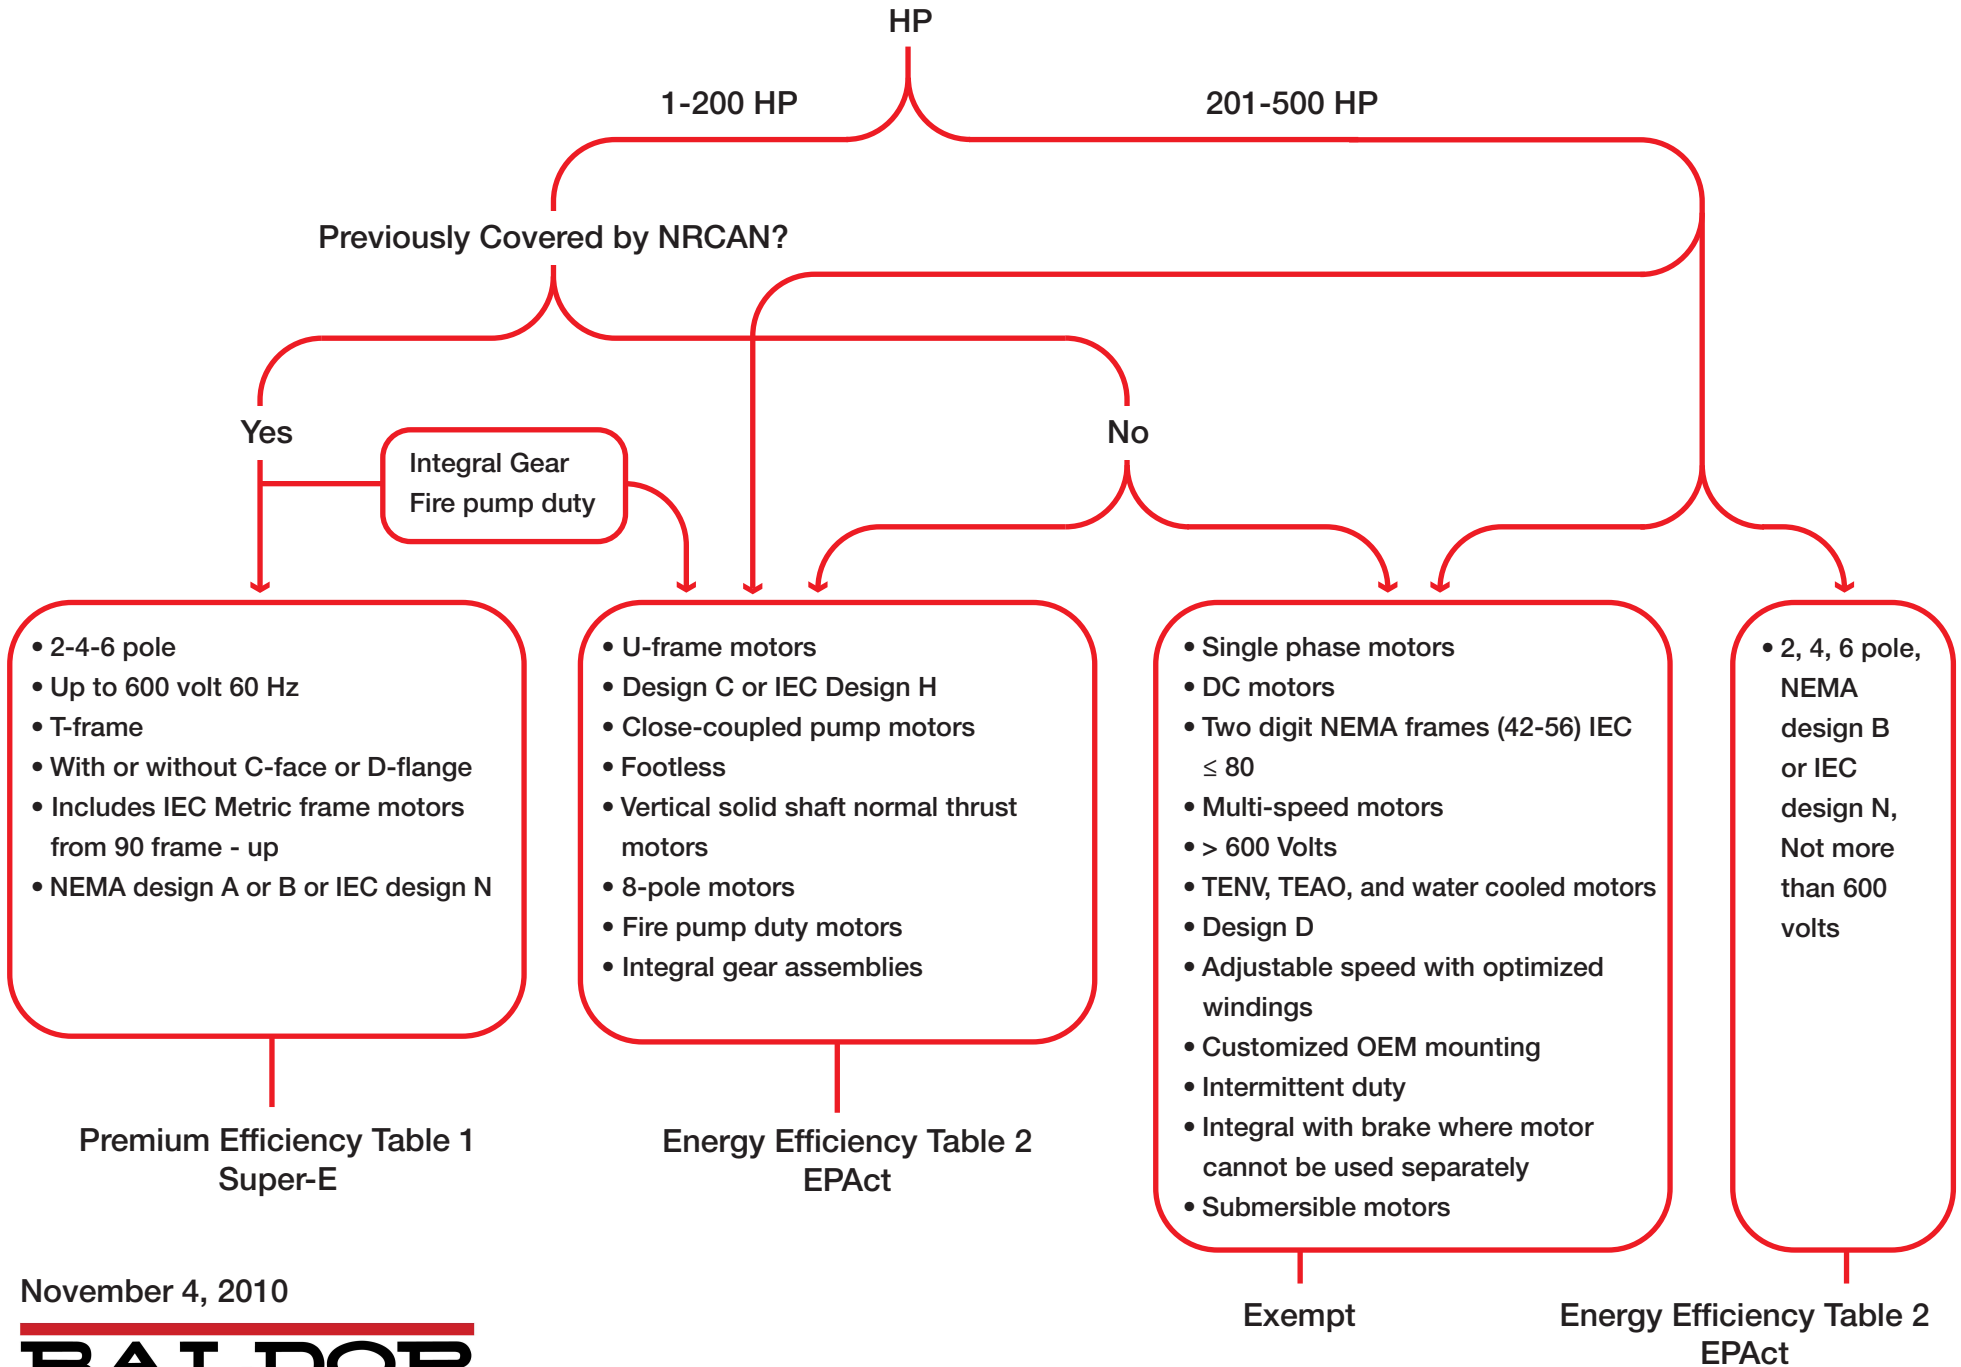 HP
1-200 HP
201-500 HP
Previously Covered by NRCAN?
Yes
No
Integral Gear
Fire pump duty
• 2-4-6 pole
• Up to 600 volt 60 Hz
• T-frame
• With or without C-face or D-flange
• Includes IEC Metric frame motors
from 90 frame - up
• NEMA design A or B or IEC design N
• U-frame motors
• Design C or IEC Design H
• Close-coupled pump motors
• Footless
• Vertical solid shaft normal thrust
motors
• 8-pole motors
• Fire pump duty motors
• Integral gear assemblies
• Single phase motors
• DC motors
• Two digit NEMA frames (42-56) IEC
≤ 80
• Multi-speed motors
• > 600 Volts
• TENV, TEAO, and water cooled motors
• Design D
• Adjustable speed with optimized
windings
• Customized OEM mounting
• Intermittent duty
• Integral with brake where motor
cannot be used separately
• Submersible motors
• 2, 4, 6 pole,
NEMA
design B
or IEC
design N,
Not more
than 600
volts
Premium Efficiency Table 1
Super-E
Energy Efficiency Table 2
EPAct
Exempt
Energy Efficiency Table 2
EPAct
November 4, 2010
BALDOR